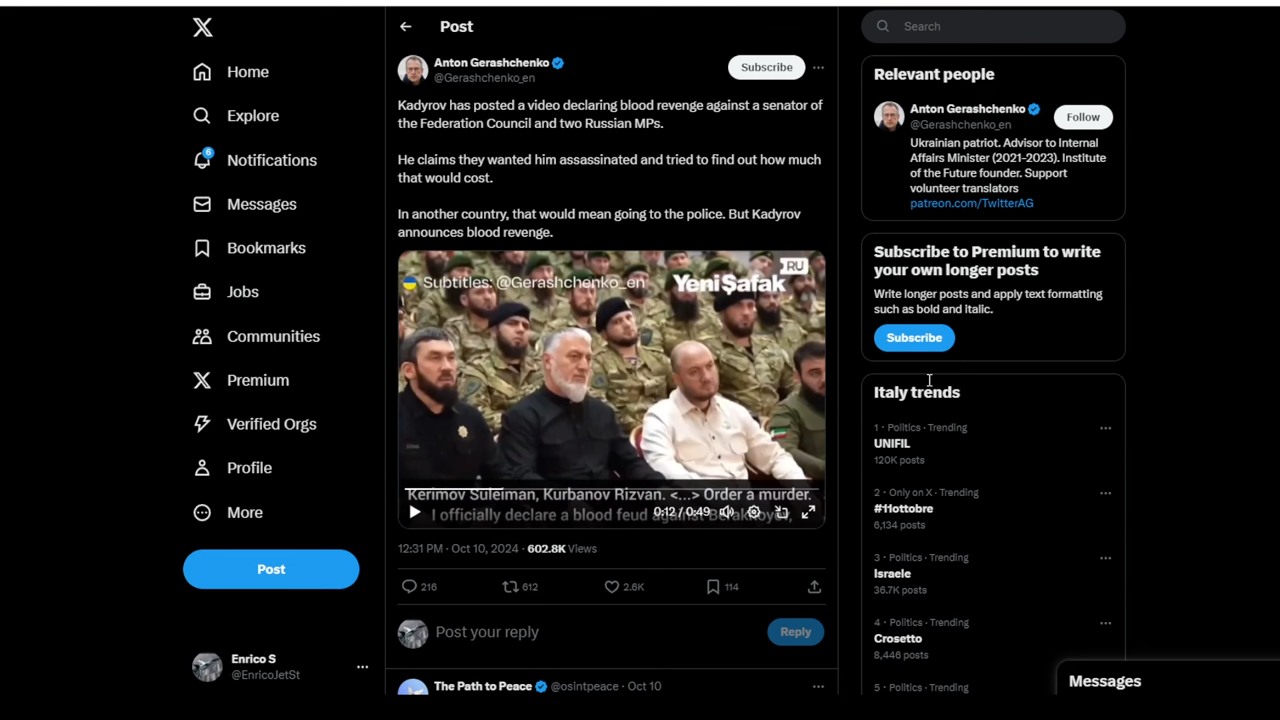 Home
Explore
6
Notifications
Messages
Bookmarks
Jobs
Communities
Premium
Verified Orgs
Profile
More
Post
Enrico S
@EnricoJetSt
Post
Anton Gerashchenko
@Gerashchenko_en
Subscribe
Kadyrov has posted a video declaring blood revenge against a senator of
the Federation Council and two Russian MPs.
He claims they wanted him assassinated and tried to find out how much
that would cost.
In another country, that would mean going to the police. But Kadyrov
announces blood revenge.
Subtitles: @Gerashchenko_en
YeniŞafak
RU
Kerimov Suleiman, Kurbanov Rizvan. <...> Order a murder.
I officially declare a blood feud against
0:12 / 0:49
12:31 PM · Oct 10, 2024 · 602.8K Views
216
612
2.6K
114
Post your reply
Reply
The Path to Peace @osintpeace · Oct 10
Search
Relevant people
Anton Gerashchenko
@Gerashchenko_en
Follow
Ukrainian patriot. Advisor to Internal
Affairs Minister (2021-2023). Institute
of the Future founder. Support
volunteer translators
patreon.com/TwitterAG
Subscribe to Premium to write
your own longer posts
Write longer posts and apply text formatting
such as bold and italic.
Subscribe
Italy trends
1 · Politics · Trending
UNIFIL
120K posts
2 · Only on X · Trending
#11ottobre
6,134 posts
3 · Politics · Trending
Israele
36.7K posts
4 · Politics · Trending
Crosetto
8,446 posts
5 · Politics · Trending
Messages